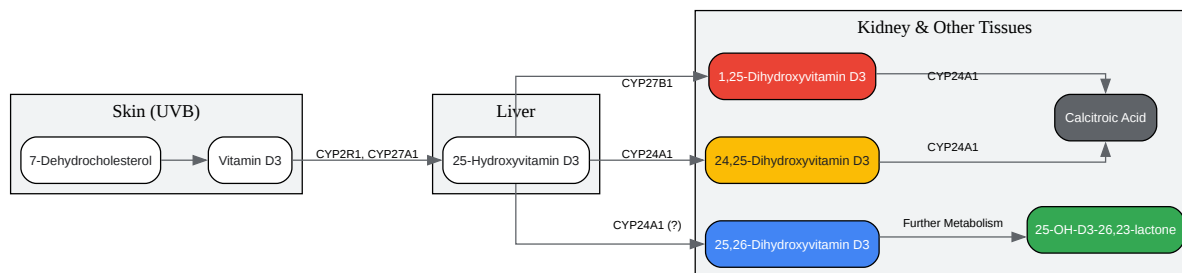 Kidney & Other Tissues
1,25-Dihydroxyvitamin D3
CYP24A1
CYP27B1
Skin (UVB)
Liver
Calcitroic Acid
7-Dehydrocholesterol
Vitamin D3
CYP2R1, CYP27A1
25-Hydroxyvitamin D3
CYP24A1
24,25-Dihydroxyvitamin D3
CYP24A1
CYP24A1 (?)
25,26-Dihydroxyvitamin D3
Further Metabolism
25-OH-D3-26,23-lactone